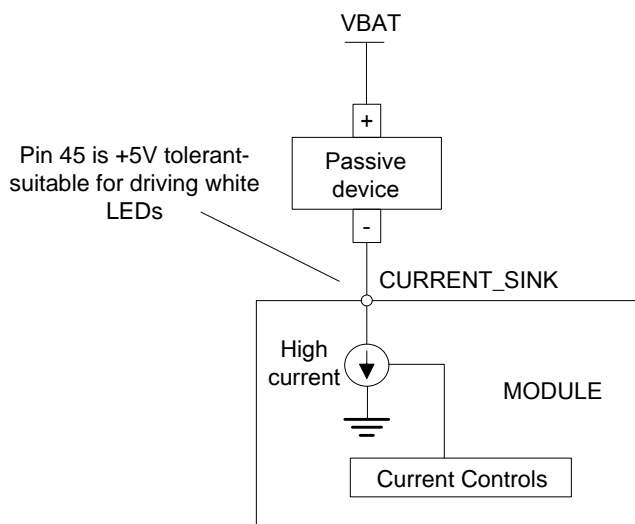 VBAT
+
Passive
device
-
Pin 45 is +5V tolerant-
suitable for driving white
LEDs
CURRENT_SINK
High
current
MODULE
Current Controls